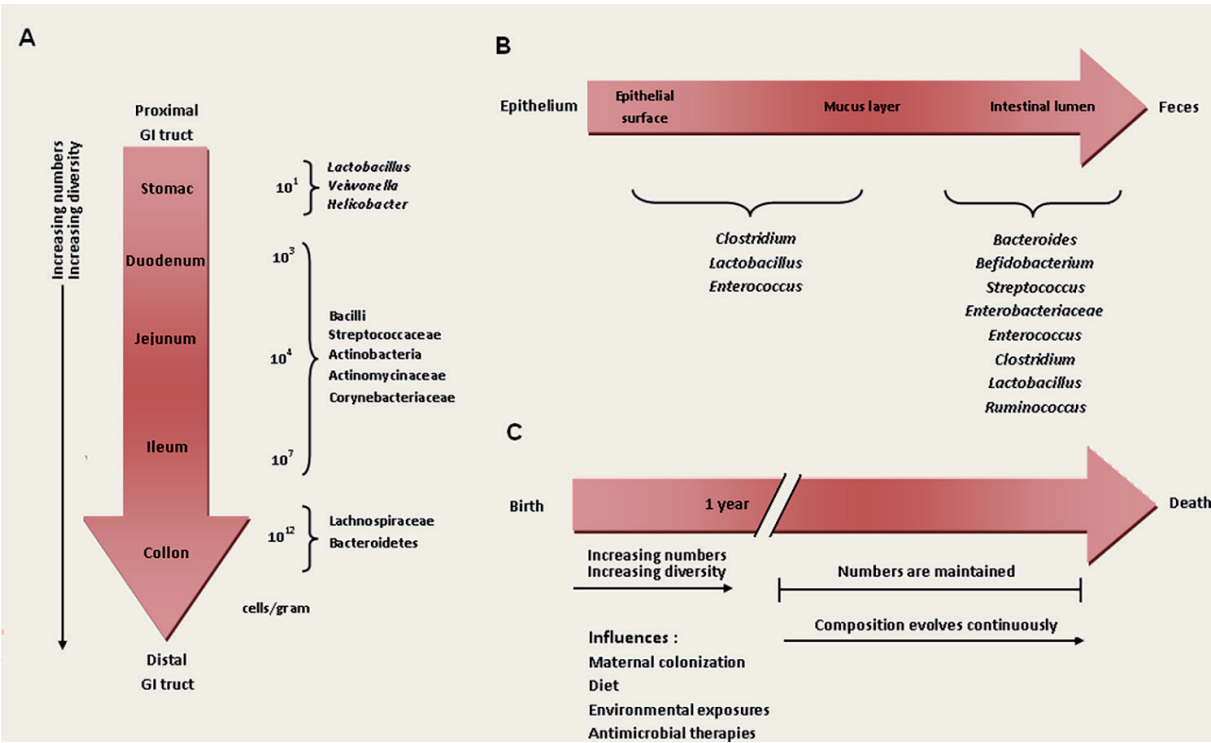 A
Proximal
GI truct
Increasing numbers
Increasing diversity
Stomac
10¹
Lactobacillus
Veiwonella
Helicobacter
Duodenum
10³
Jejunum
10⁴
Ileum
10⁷
Bacilli
Streptococcaceae
Actinobacteria
Actinomycinaceae
Corynebacteriaceae
Collon
10¹²
Lachnospiraceae
Bacteroidetes
cells/gram
Distal
GI truct
B
Epithelium
Epithelial
surface
Mucus layer
Intestinal lumen
Feces
Clostridium
Lactobacillus
Enterococcus
Bacteroides
Befidobacterium
Streptococcus
Enterobacteriaceae
Enterococcus
Clostridium
Lactobacillus
Ruminococcus
C
Birth
1 year
Death
Increasing numbers
Increasing diversity
Numbers are maintained
Composition evolves continuously
Influences :
Maternal colonization
Diet
Environmental exposures
Antimicrobial therapies